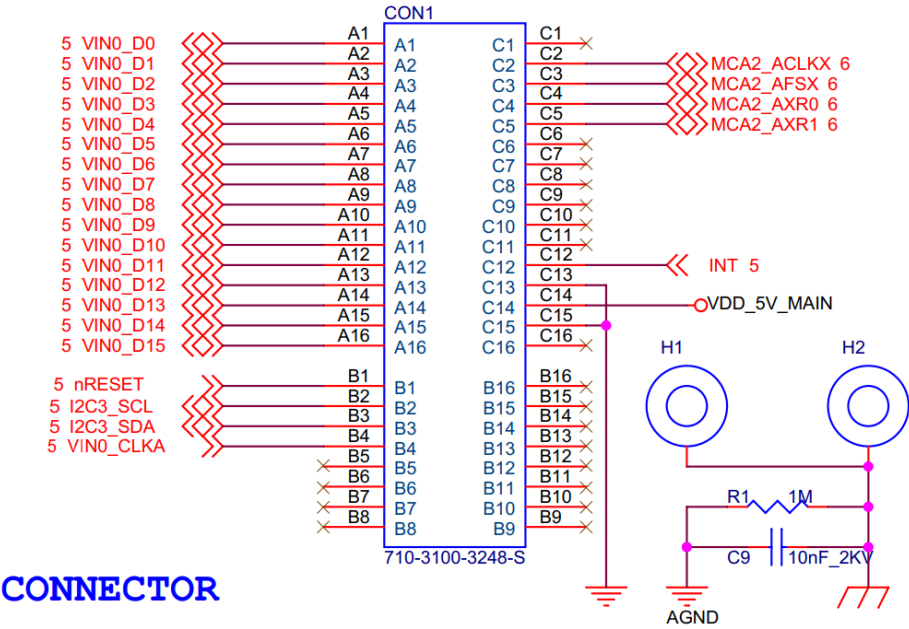 CON1
5 VIN0_D0 A1 A1 C1 C1
5 VIN0_D1 A2 A2 C2 C2 MCA2_ACLKX 6
5 VIN0_D2 A3 A3 C3 C3 MCA2_AFSX 6
5 VIN0_D3 A4 A4 C4 C4 MCA2_AXR0 6
5 VIN0_D4 A5 A5 C5 C5 MCA2_AXR1 6
5 VIN0_D5 A6 A6 C6 C6
5 VIN0_D6 A7 A7 C7 C7
5 VIN0_D7 A8 A8 C8 C8
5 VIN0_D8 A9 A9 C9 C9
5 VIN0_D9 A10 A10 C10 C10
5 VIN0_D10 A11 A11 C11 C11
5 VIN0_D11 A12 A12 C12 C12 INT 5
5 VIN0_D12 A13 A13 C13 C13
5 VIN0_D13 A14 A14 C14 C14 VDD_5V_MAIN
5 VIN0_D14 A15 A15 C15 C15
5 VIN0_D15 A16 A16 C16 C16
H1 H2
5 nRESET B1 B1 B16 B16
5 I2C3_SCL B2 B2 B15 B15
5 I2C3_SDA B3 B3 B14 B14
5 VIN0_CLKA B4 B4 B13 B13
B5 B5 B12 B12
B6 B6 B11 B11
B7 B7 B10 B10
B8 B8 B9 B9
R1 1M
C9 10nF_2KV
710-3100-3248-S
CONNECTOR
AGND